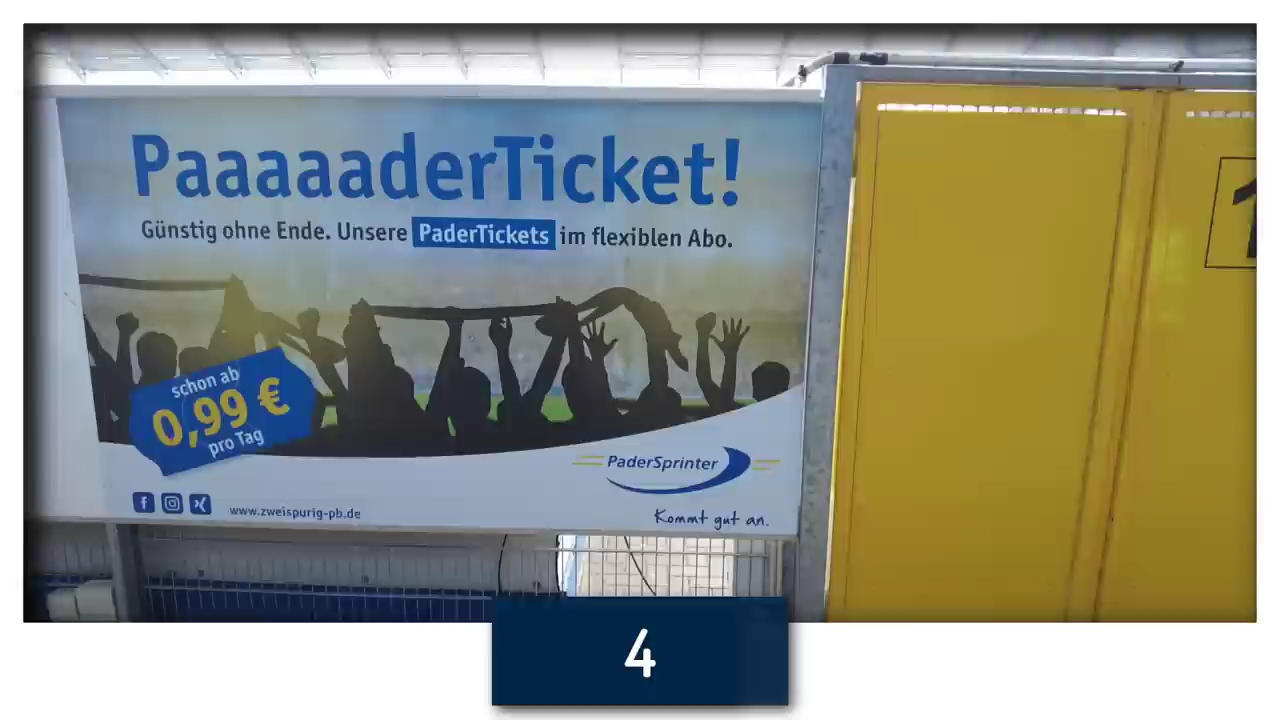 PaaaaaderTicket!
Günstig ohne Ende. Unsere PaderTickets im flexiblen Abo.
schon ab
0,99 €
pro Tag
PaderSprinter
www.zweispurig-pb.de
Kommt gut an.
1
4